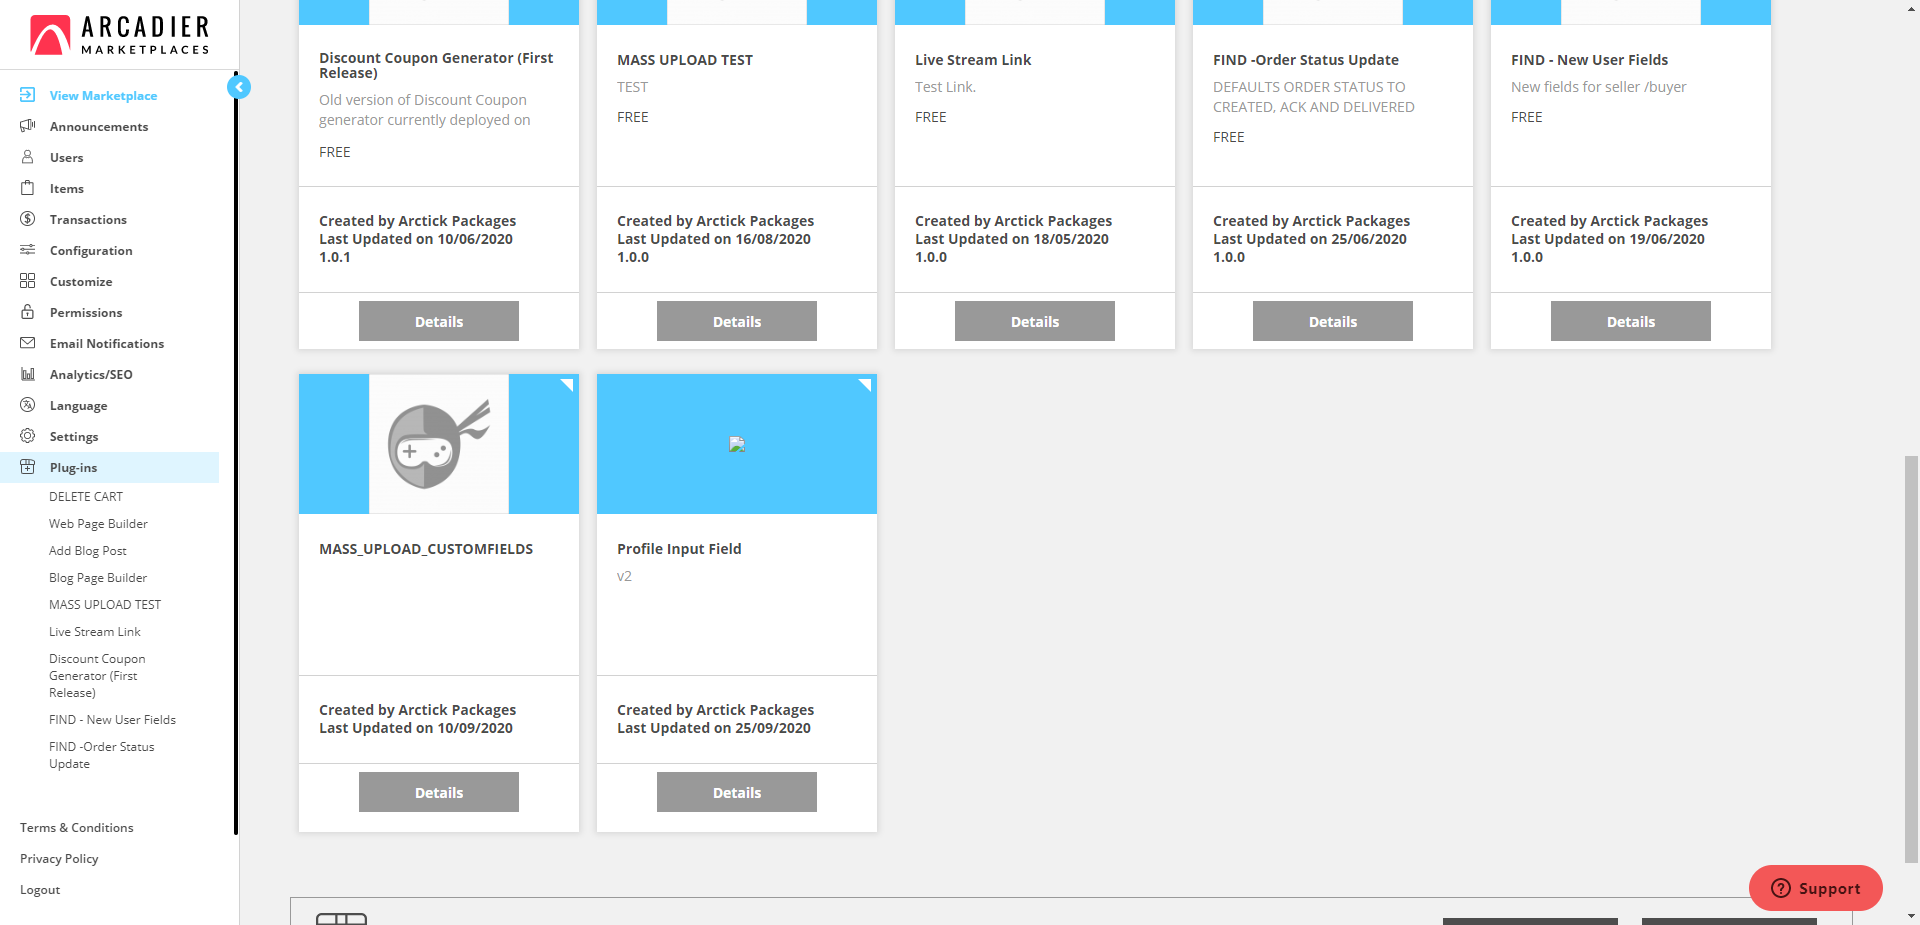 ARCADIER
MARKETPLACES
View Marketplace
Announcements
Users
Items
Transactions
Configuration
Customize
Permissions
Email Notifications
Analytics/SEO
Language
Settings
Plug-ins
DELETE CART
Web Page Builder
Add Blog Post
Blog Page Builder
MASS UPLOAD TEST
Live Stream Link
Discount Coupon
Generator (First
Release)
FIND - New User Fields
FIND -Order Status
Update
Terms & Conditions
Privacy Policy
Logout
Discount Coupon Generator (First
Release)
Old version of Discount Coupon
generator currently deployed on
FREE
Created by Arctick Packages
Last Updated on 10/06/2020
1.0.1
Details
MASS UPLOAD TEST
TEST
FREE
Created by Arctick Packages
Last Updated on 16/08/2020
1.0.0
Details
Live Stream Link
Test Link.
FREE
Created by Arctick Packages
Last Updated on 18/05/2020
1.0.0
Details
FIND -Order Status Update
DEFAULTS ORDER STATUS TO
CREATED, ACK AND DELIVERED
FREE
Created by Arctick Packages
Last Updated on 25/06/2020
1.0.0
Details
FIND - New User Fields
New fields for seller /buyer
FREE
Created by Arctick Packages
Last Updated on 19/06/2020
1.0.0
Details
MASS_UPLOAD_CUSTOMFIELDS
Created by Arctick Packages
Last Updated on 10/09/2020
Details
Profile Input Field
v2
Created by Arctick Packages
Last Updated on 25/09/2020
Details
Support